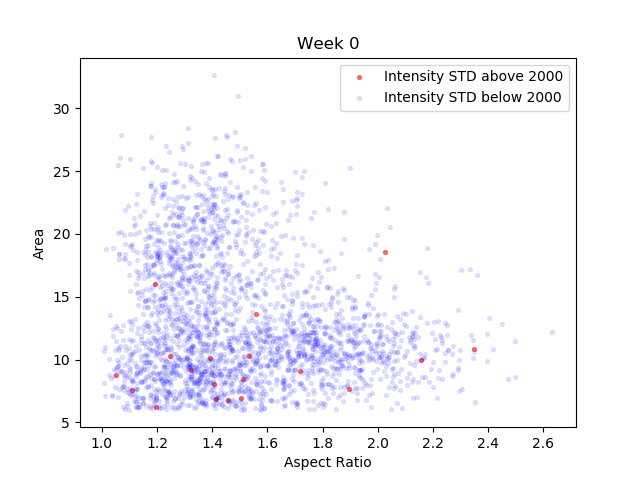 Week 0
Intensity STD above 2000
Intensity STD below 2000
Area
30
25
20
15
10
5
1.0 1.2 1.4 1.6 1.8 2.0 2.2 2.4 2.6
Aspect Ratio